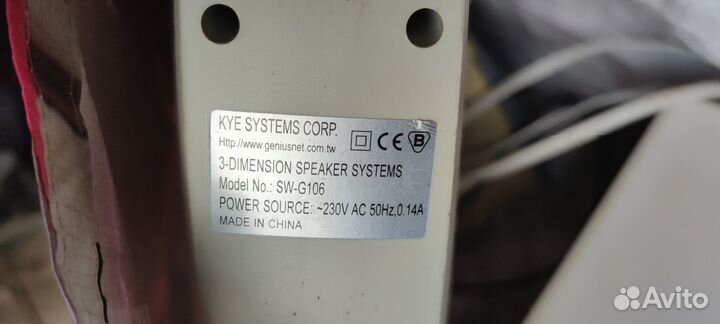 KYE SYSTEMS CORP.
Http://www.geniusnet.com.tw
CE B
3-DIMENSION SPEAKER SYSTEMS
Model No.: SW-G106
POWER SOURCE: ~230V AC 50Hz,0.14A
MADE IN CHINA
Avito